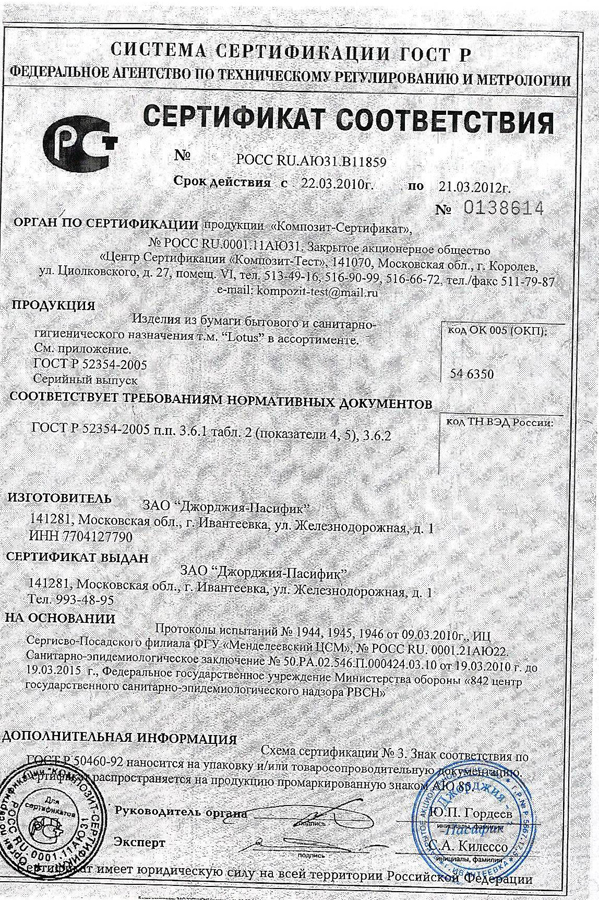 СИСТЕМА СЕРТИФИКАЦИИ ГОСТ Р
ФЕДЕРАЛЬНОЕ АГЕНТСТВО ПО ТЕХНИЧЕСКОМУ РЕГУЛИРОВАНИЮ И МЕТРОЛОГИИ
РСТ
СЕРТИФИКАТ СООТВЕТСТВИЯ
№ РОСС RU.АЮ31.В11859
Срок действия с 22.03.2010г. по 21.03.2012г.
№ 0138614
ОРГАН ПО СЕРТИФИКАЦИИ продукции «Композит-Сертификат»,
№ РОСС RU.0001.11АЮ31, Закрытое акционерное общество
«Центр Сертификации «Композит-Тест», 141070, Московская обл., г. Королев,
ул. Циолковского, д. 27, помещ. VI, тел. 513-49-16, 516-90-99, 516-66-72. тел./факс 511-79-87
e-mail: kompozit-test@mail.ru
ПРОДУКЦИЯ
Изделия из бумаги бытового и санитарно-
гигиенического назначения т.м. "Lotus" в ассортименте.
См. приложение.
ГОСТ Р 52354-2005
Серийный выпуск
код ОК 005 (ОКП):
54 6350
СООТВЕТСТВУЕТ ТРЕБОВАНИЯМ НОРМАТИВНЫХ ДОКУМЕНТОВ
ГОСТ Р 52354-2005 п.п. 3.6.1 табл. 2 (показатели 4, 5), 3.6.2
код ТН ВЭД России:
ИЗГОТОВИТЕЛЬ
ЗАО "Джорджия-Пасифик"
141281, Московская обл., г. Ивантеевка, ул. Железнодорожная, д. 1
ИНН 7704127790
СЕРТИФИКАТ ВЫДАН
ЗАО "Джорджия-Пасифик"
141281, Московская обл., г. Ивантеевка, ул. Железнодорожная, д. 1
Тел. 993-48-95
НА ОСНОВАНИИ
Протоколы испытаний № 1944, 1945, 1946 от 09.03.2010г., ИЦ
Сергиево-Посадского филиала ФГУ «Менделеевский ЦСМ», № РОСС RU. 0001.21АЮ22.
Санитарно-эпидемиологическое заключение № 50.РА.02.546.П.000424.03.10 от 19.03.2010 г. до
19.03.2015 г., Федеральное государственное учреждение Министерства обороны «842 центр
государственного санитарно-эпидемиологического надзора РВСН»
ДОПОЛНИТЕЛЬНАЯ ИНФОРМАЦИЯ
Схема сертификации № 3. Знак соответствия по
ГОСТ Р 50460-92 наносится на упаковку и/или товаросопроводительную документацию.
Сертификат распространяется на продукцию промаркированную знаком АЮ 85.
Для сертификатов
РОСС RU.0001.11АЮ31
Руководитель органа
подпись
Ю.П. Гордеев
инициалы, фамилия
Эксперт
подпись
С.А. Килессо
инициалы, фамилия
Джорджия-
Пасифик
Сертификат имеет юридическую силу на всей территории Российской Федерации